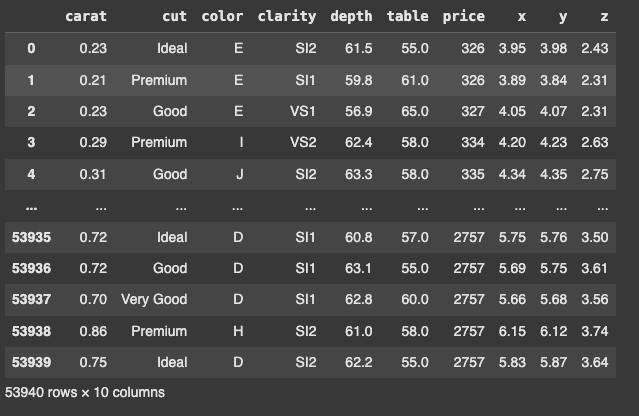 carat cut color clarity depth table price x y z
0 0.23 Ideal E SI2 61.5 55.0 326 3.95 3.98 2.43
1 0.21 Premium E SI1 59.8 61.0 326 3.89 3.84 2.31
2 0.23 Good E VS1 56.9 65.0 327 4.05 4.07 2.31
3 0.29 Premium I VS2 62.4 58.0 334 4.20 4.23 2.63
4 0.31 Good J SI2 63.3 58.0 335 4.34 4.35 2.75
... ... ... ... ... ... ... ... ... ... ...
53935 0.72 Ideal D SI1 60.8 57.0 2757 5.75 5.76 3.50
53936 0.72 Good D SI1 63.1 55.0 2757 5.69 5.75 3.61
53937 0.70 Very Good D SI1 62.8 60.0 2757 5.66 5.68 3.56
53938 0.86 Premium H SI2 61.0 58.0 2757 6.15 6.12 3.74
53939 0.75 Ideal D SI2 62.2 55.0 2757 5.83 5.87 3.64
53940 rows × 10 columns